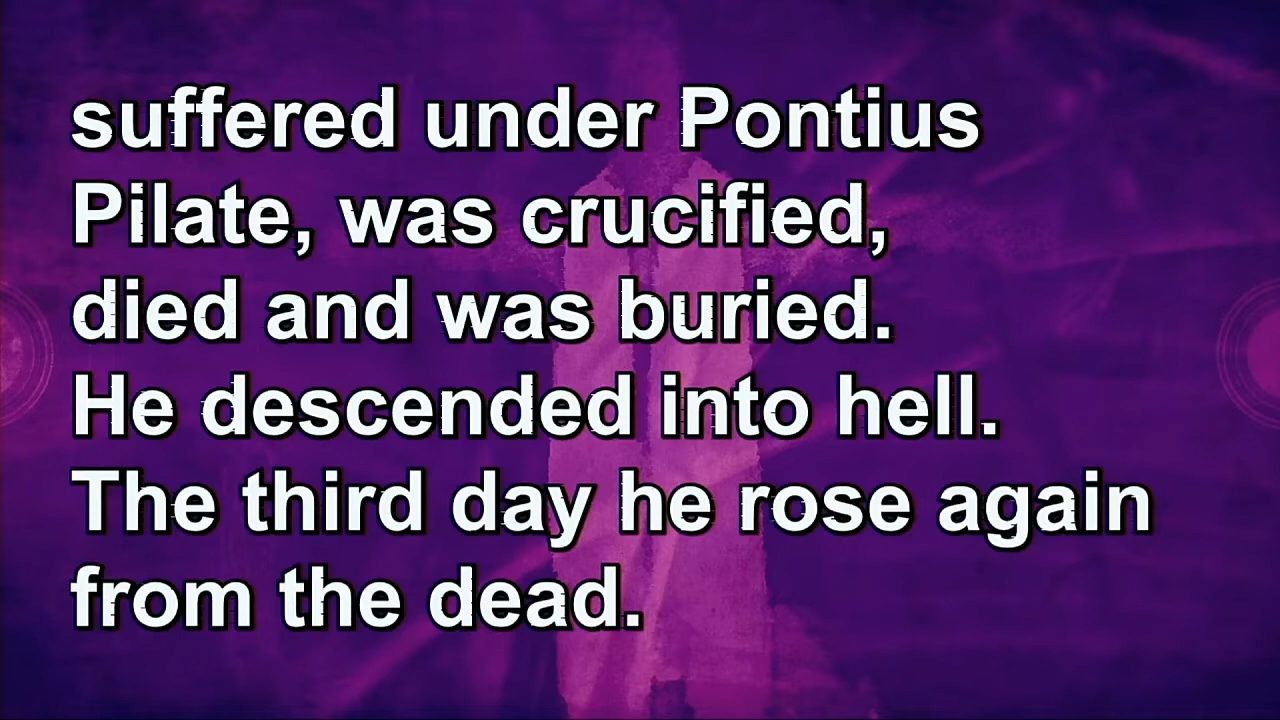 suffered under Pontius
Pilate, was crucified,
died and was buried.
He descended into hell.
The third day he rose again
from the dead.